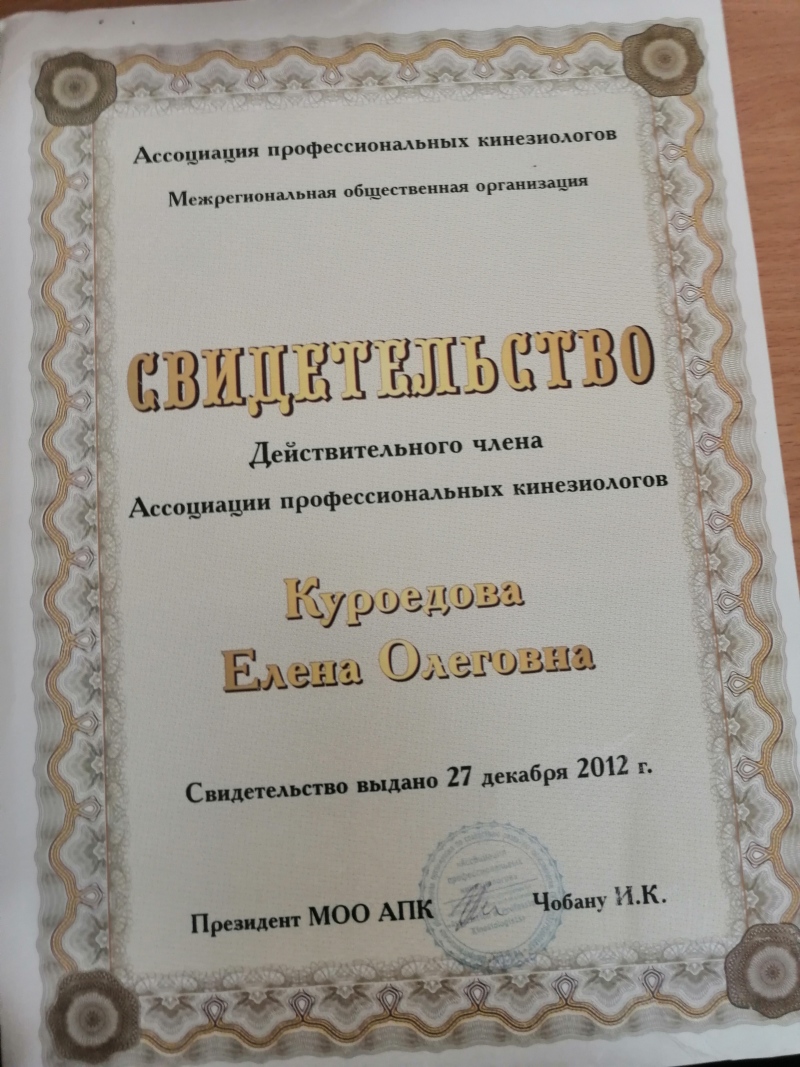 Ассоциация профессиональных кинезиологов
Межрегиональная общественная организация
СВИДЕТЕЛЬСТВО
Действительного члена
Ассоциации профессиональных кинезиологов
Куроедова
Елена Олеговна
Свидетельство выдано 27 декабря 2012 г.
Президент МОО АПК Чобану И.К.